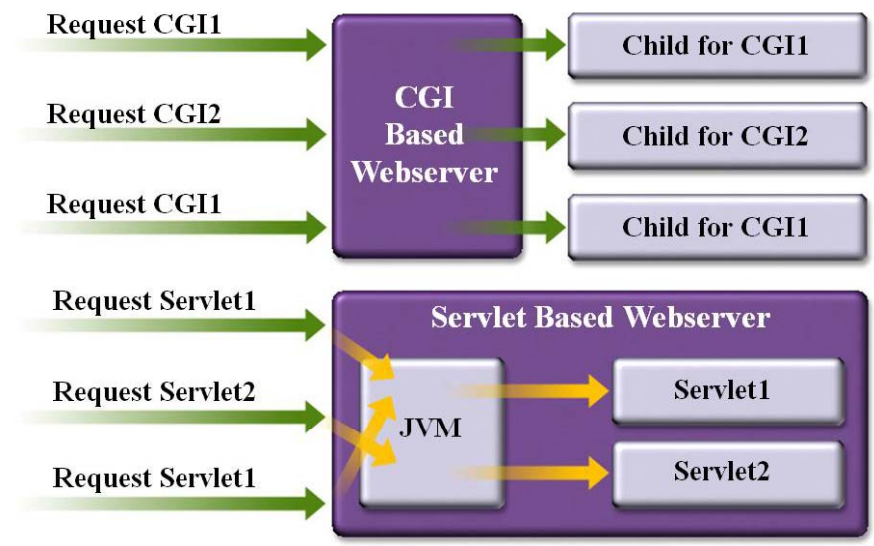 Request CGI1
Request CGI2
Request CGI1
CGI
Based
Webserver
Child for CGI1
Child for CGI2
Child for CGI1
Request Servlet1
Request Servlet2
Request Servlet1
Servlet Based Webserver
JVM
Servlet1
Servlet2